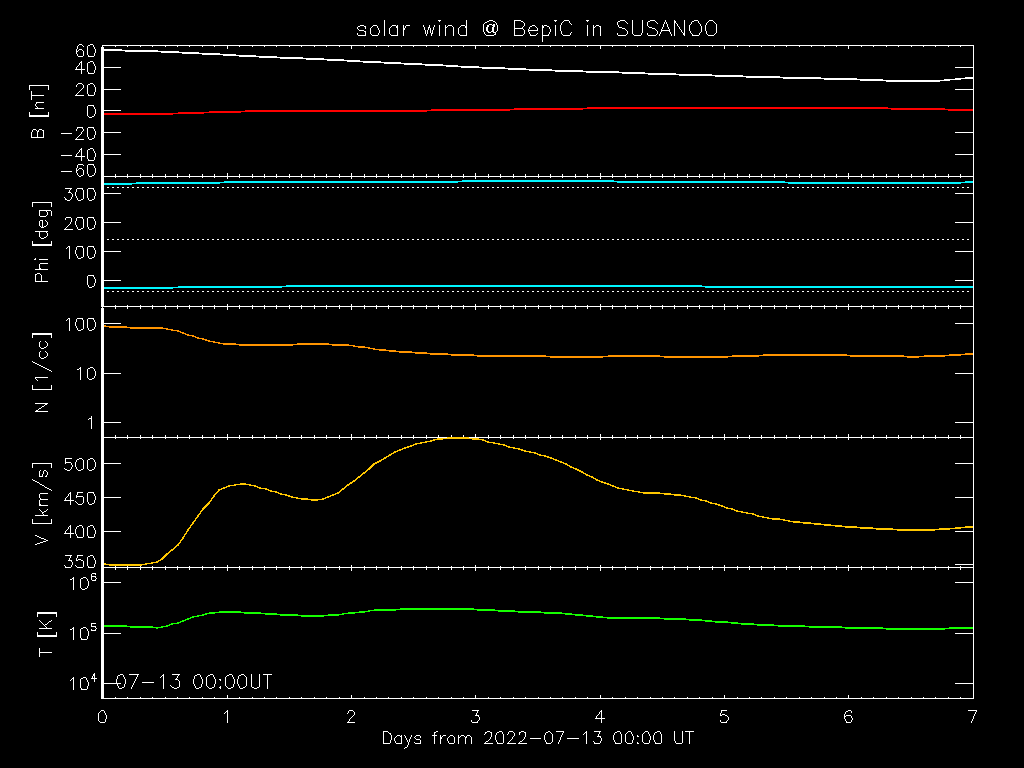 solar wind @ BepiC in SUSANOO
B [nT]
60
40
20
0
−20
−40
−60
Phi [deg]
300
200
100
0
N [1/cc]
100
10
1
V [km/s]
500
450
400
350
T [K]
10⁶
10⁵
10⁴
07−13 00:00UT
0 1 2 3 4 5 6 7
Days from 2022−07−13 00:00 UT